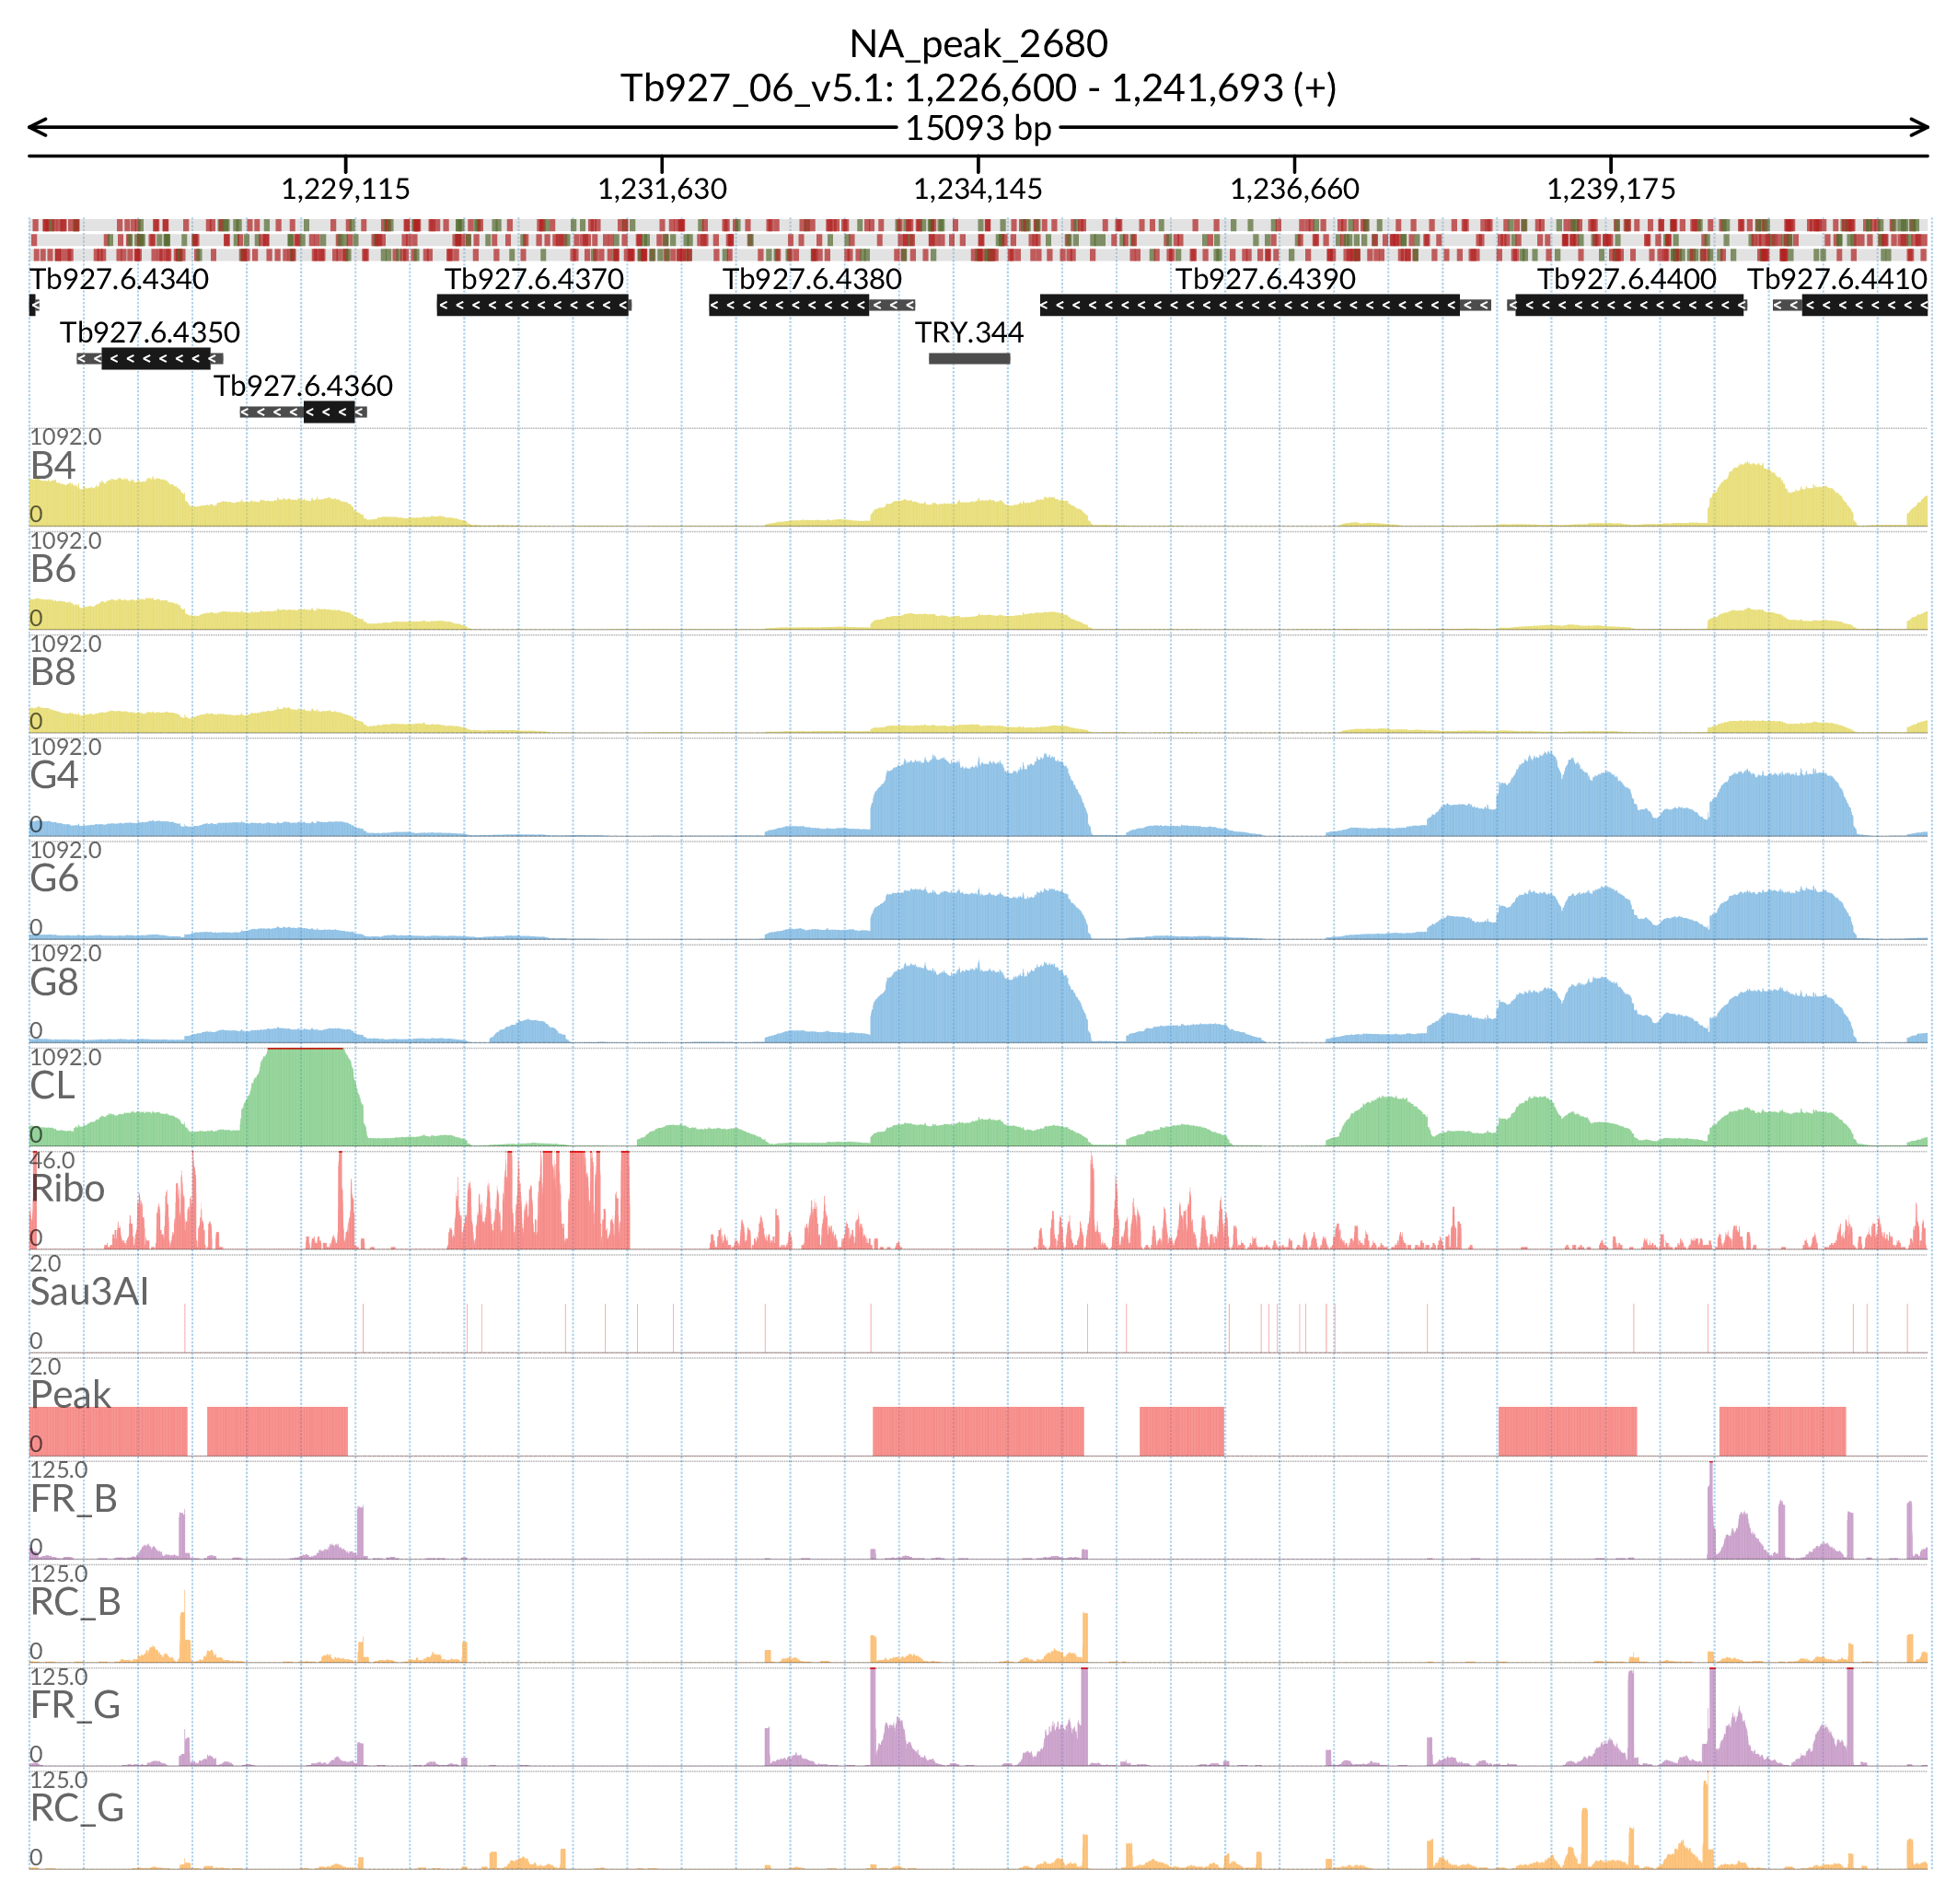 NA_peak_2680
Tb927_06_v5.1: 1,226,600 - 1,241,693 (+)
15093 bp
1,229,115 1,231,630 1,234,145 1,236,660 1,239,175
Tb927.6.4340 Tb927.6.4370 Tb927.6.4380 Tb927.6.4390 Tb927.6.4400 Tb927.6.4410
Tb927.6.4350 TRY.344
Tb927.6.4360
1092.0
B4
0
1092.0
B6
0
1092.0
B8
0
1092.0
G4
0
1092.0
G6
0
1092.0
G8
0
1092.0
CL
0
46.0
Ribo
0
2.0
Sau3AI
0
2.0
Peak
0
125.0
FR_B
0
125.0
RC_B
0
125.0
FR_G
0
125.0
RC_G
0